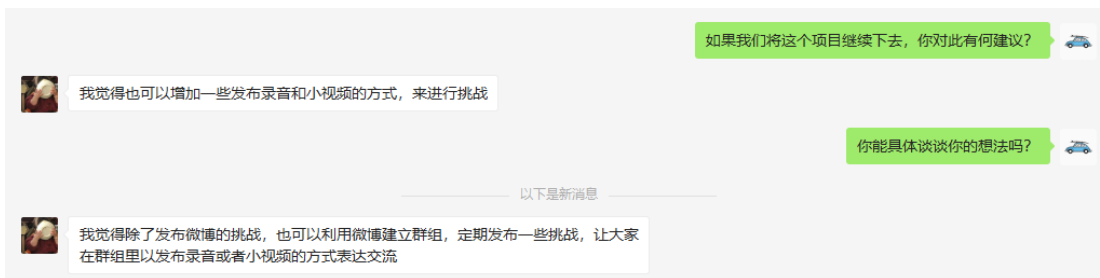 如果我们将这个项目继续下去，你对此有何建议？
我觉得也可以增加一些发布录音和小视频的方式，来进行挑战
你能具体谈谈你的想法吗？
以下是新消息
我觉得除了发布微博的挑战，也可以利用微博建立群组，定期发布一些挑战，让大家
在群组里以发布录音或者小视频的方式表达交流